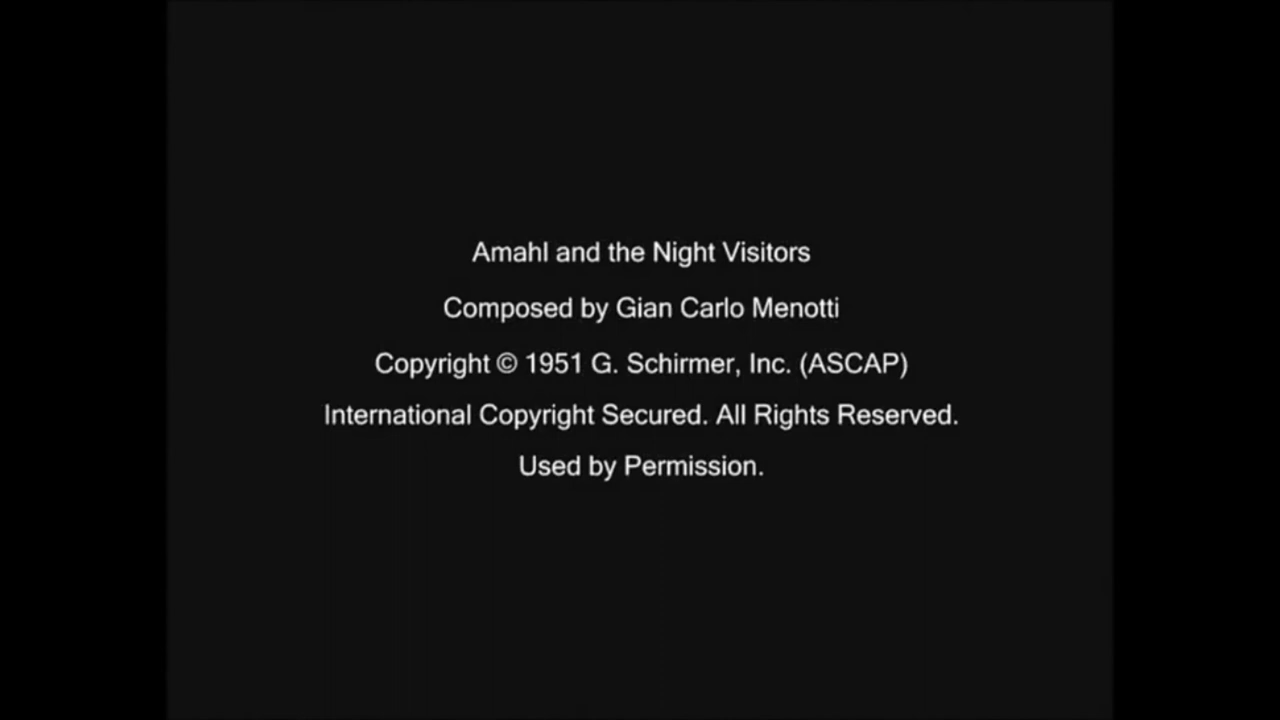 Amahl and the Night Visitors
Composed by Gian Carlo Menotti
Copyright © 1951 G. Schirmer, Inc. (ASCAP)
International Copyright Secured. All Rights Reserved.
Used by Permission.